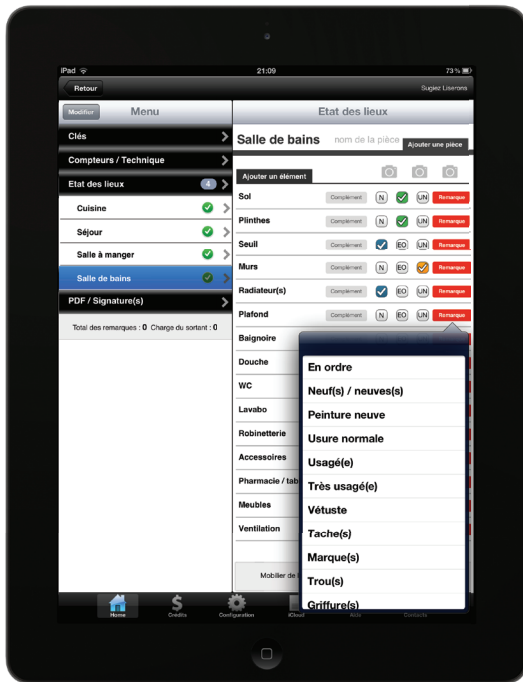 iPad 21:09 73 %
Retour Sugiez Liserons
Modifier Menu Etat des lieux
Clés
Compteurs / Technique
Etat des lieux 4
Cuisine
Séjour
Salle à manger
Salle de bains
PDF / Signature(s)
Total des remarques : 0 Charge du sortant : 0
Salle de bains nom de la pièce Ajouter une pièce
Ajouter un élément
Sol Complément N UN Remarque
Plinthes Complément N UN Remarque
Seuil Complément EO UN Remarque
Murs Complément N EO Remarque
Radiateur(s) Complément EO UN Remarque
Plafond Complément N EO UN Remarque
Baignoire
Douche
WC
Lavabo
Robinetterie
Accessoires
Pharmacie / tab
Meubles
Ventilation
Mobilier de
En ordre
Neuf(s) / neuves(s)
Peinture neuve
Usure normale
Usagé(e)
Très usagé(e)
Vétuste
Tache(s)
Marque(s)
Trou(s)
Griffure(s)
Home Crédits Configuration iCloud Aide Contacts